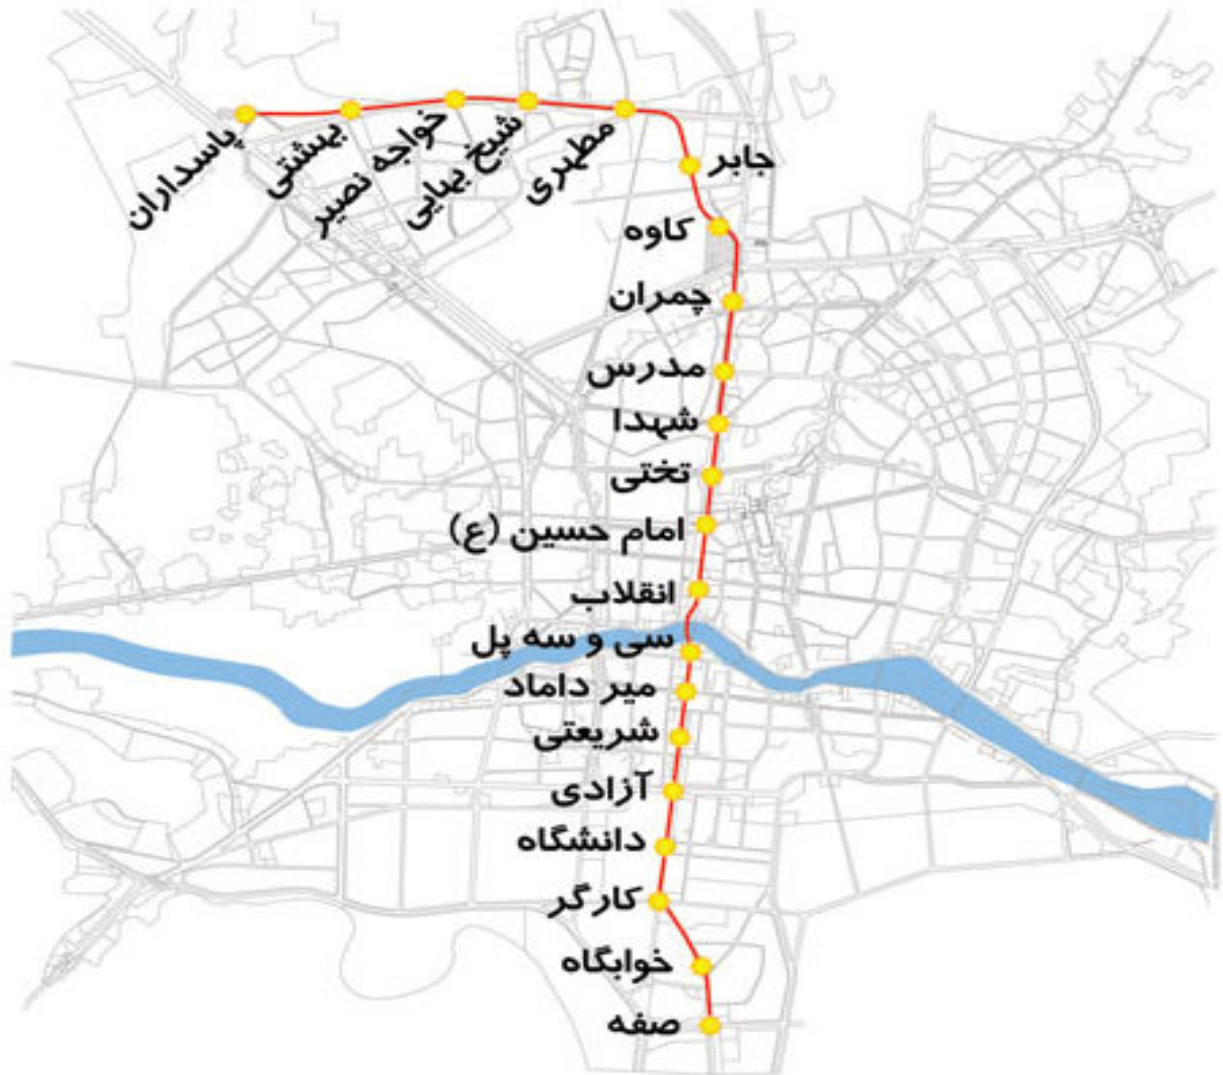 پاسداران
بهشتی
خواجه نصیر
شیخ بهایی
مطهری
جابر
کاوه
چمران
مدرس
شهدا
تختی
امام حسین (ع)
انقلاب
سی و سه پل
میر داماد
شریعتی
آزادی
دانشگاه
کارگر
خوابگاه
صفه